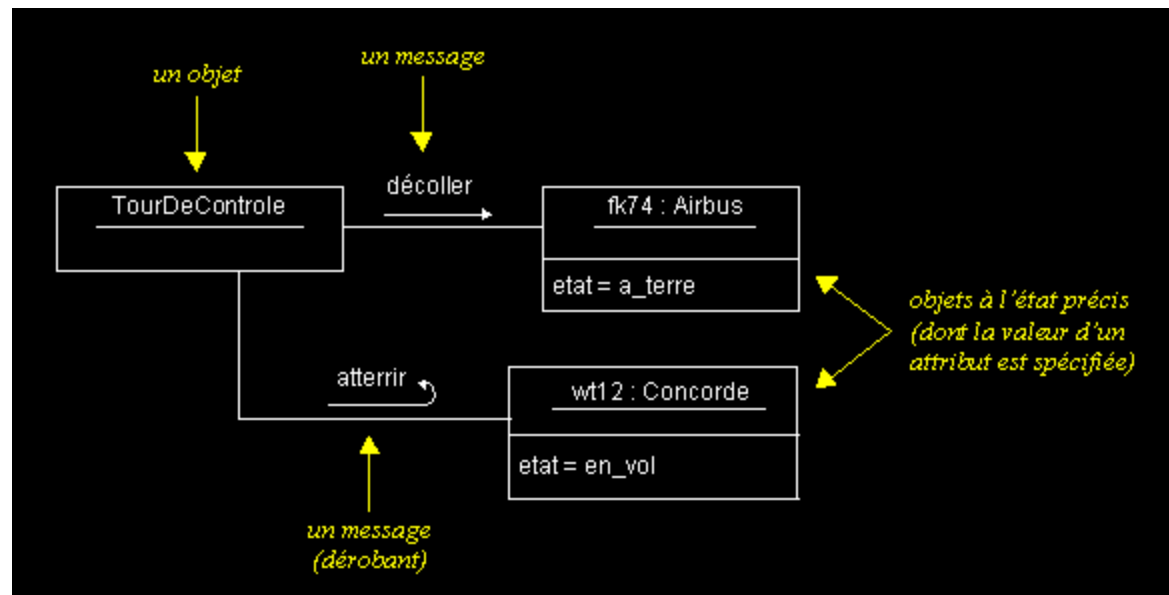 un objet
un message
TourDeControle
décoller
fk74 : Airbus
etat = a_terre
objets à l'état précis
(dont la valeur d'un
attribut est spécifiée)
atterrir
wt12 : Concorde
etat = en_vol
un message
(dérobant)